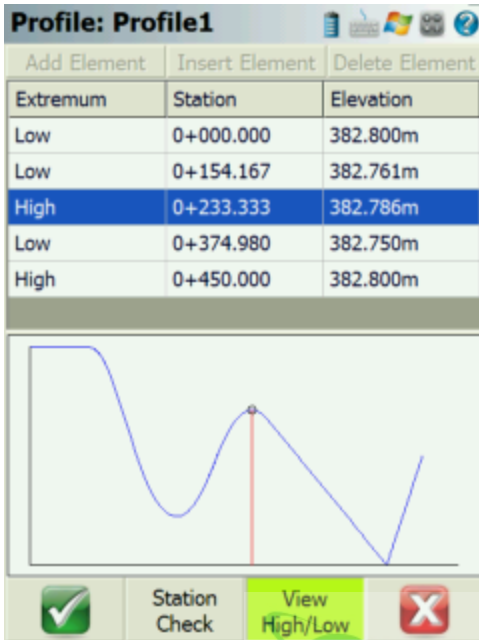 Profile: Profile1
Add Element Insert Element Delete Element
Extremum Station Elevation
Low 0+000.000 382.800m
Low 0+154.167 382.761m
High 0+233.333 382.786m
Low 0+374.980 382.750m
High 0+450.000 382.800m
Station Check
View High/Low